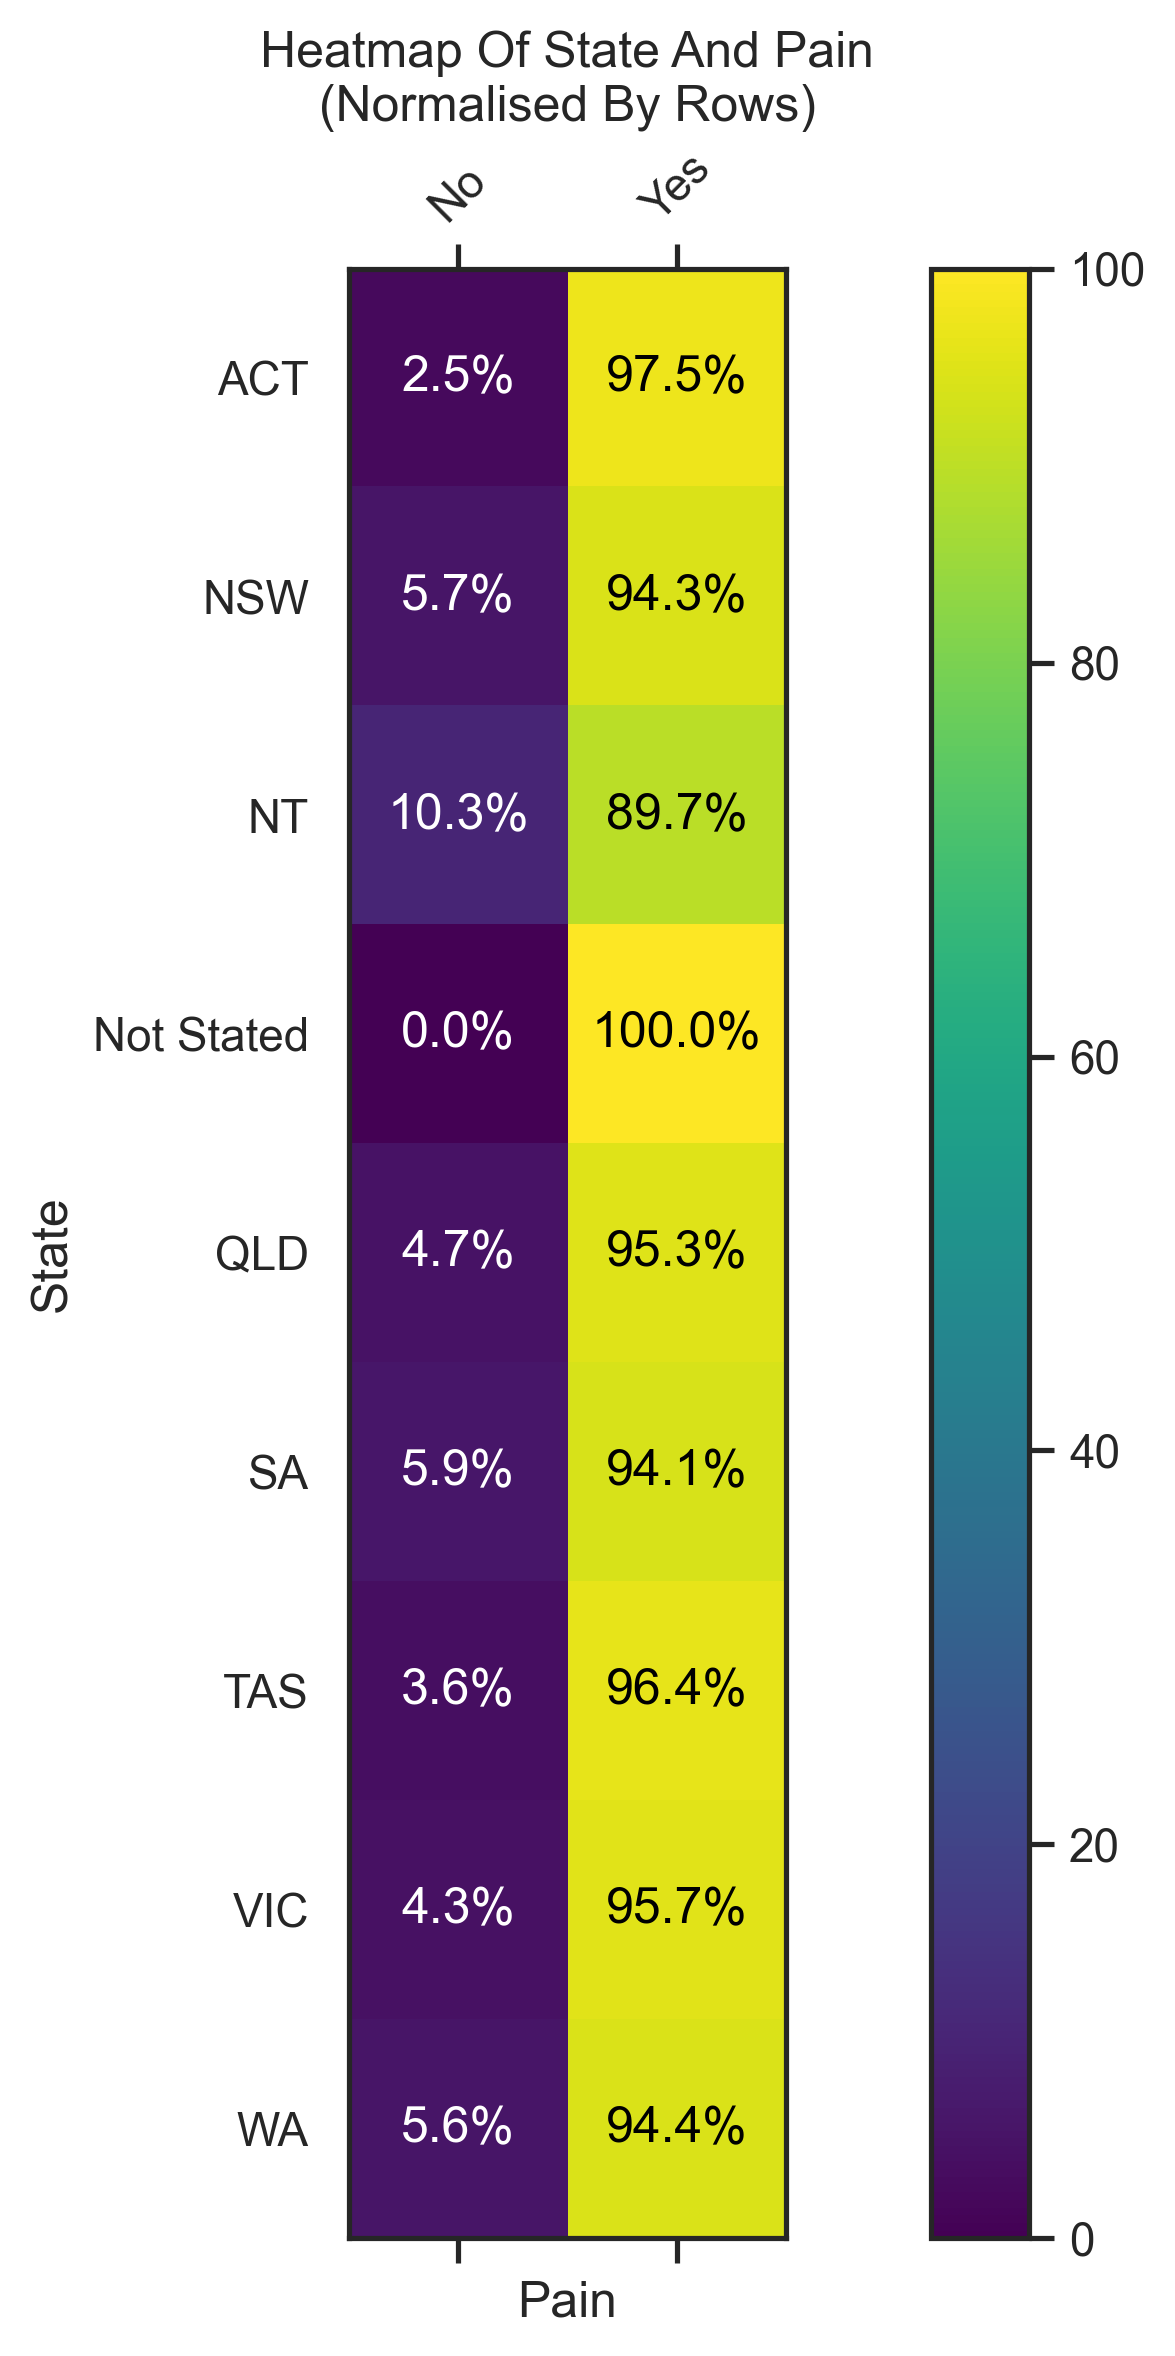 Heatmap Of State And Pain
(Normalised By Rows)
No Yes
100
ACT 2.5% 97.5%
NSW 5.7% 94.3%
80
NT 10.3% 89.7%
Not Stated 0.0% 100.0%
60
State
QLD 4.7% 95.3%
40
SA 5.9% 94.1%
TAS 3.6% 96.4%
20
VIC 4.3% 95.7%
WA 5.6% 94.4%
0
Pain